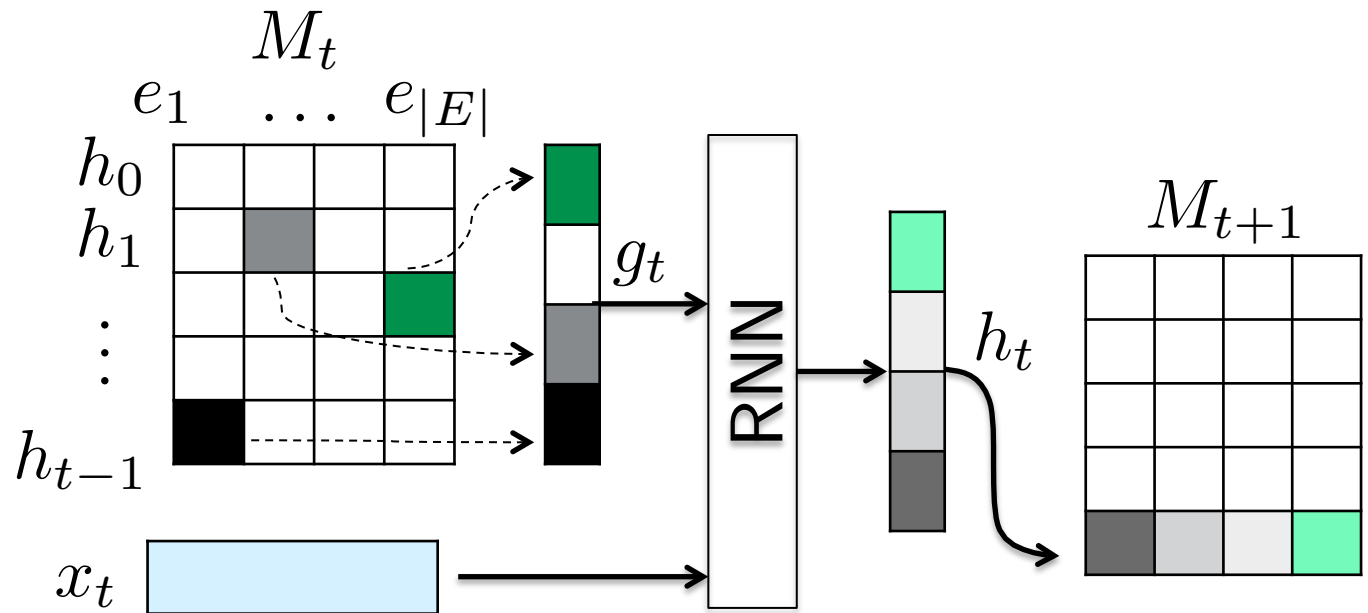 M_t
e_1 ... e_{|E|}
h_0
h_1
⋮
h_{t-1}
x_t
g_t
RNN
h_t
M_{t+1}